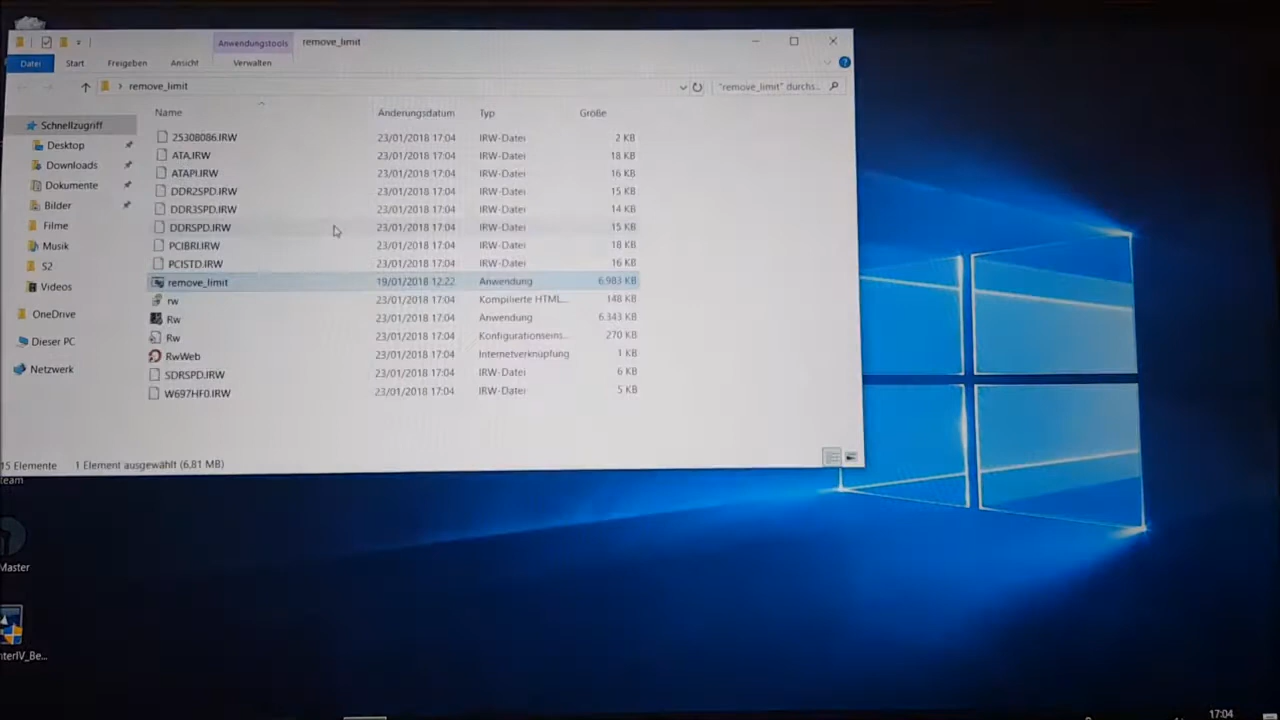 Anwendungstools remove_limit
Datei Start Freigeben Ansicht Verwalten
remove_limit "remove_limit" durchs...
Name Änderungsdatum Typ Größe
Schnellzugriff
Desktop
Downloads
Dokumente
Bilder
Filme
Musik
S2
Videos
OneDrive
Dieser PC
Netzwerk
25308086.IRW 23/01/2018 17:04 IRW-Datei 2 KB
ATA.IRW 23/01/2018 17:04 IRW-Datei 18 KB
ATAPI.IRW 23/01/2018 17:04 IRW-Datei 16 KB
DDR2SPD.IRW 23/01/2018 17:04 IRW-Datei 15 KB
DDR3SPD.IRW 23/01/2018 17:04 IRW-Datei 14 KB
DDRSPD.IRW 23/01/2018 17:04 IRW-Datei 15 KB
PCIBRI.IRW 23/01/2018 17:04 IRW-Datei 18 KB
PCISTD.IRW 23/01/2018 17:04 IRW-Datei 16 KB
remove_limit 19/01/2018 12:22 Anwendung 6.983 KB
rw 23/01/2018 17:04 Kompilierte HTML... 148 KB
Rw 23/01/2018 17:04 Anwendung 6.343 KB
Rw 23/01/2018 17:04 Konfigurationseins... 270 KB
RwWeb 23/01/2018 17:04 Internetverknüpfung 1 KB
SDRSPD.IRW 23/01/2018 17:04 IRW-Datei 6 KB
W697HF0.IRW 23/01/2018 17:04 IRW-Datei 5 KB
15 Elemente 1 Element ausgewählt (6,81 MB)
team
Master
nterIV_Be...
17:04